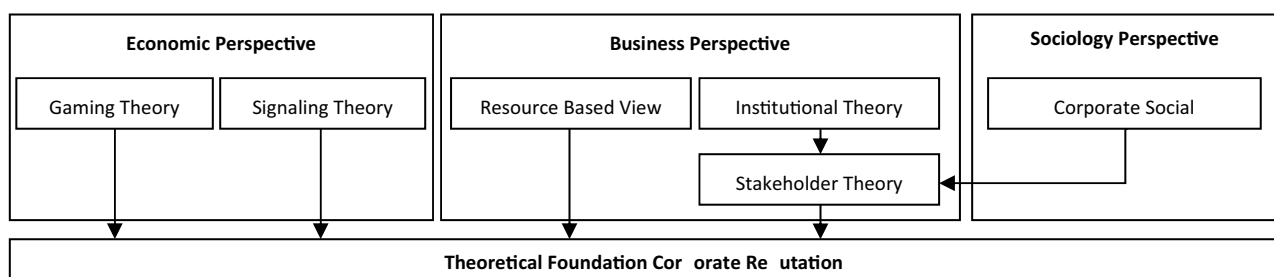 Economic Perspective
Business Perspective
Sociology Perspective
Gaming Theory
Signaling Theory
Resource Based View
Institutional Theory
Corporate Social
Stakeholder Theory
Theoretical Foundation Cor orate Re utation